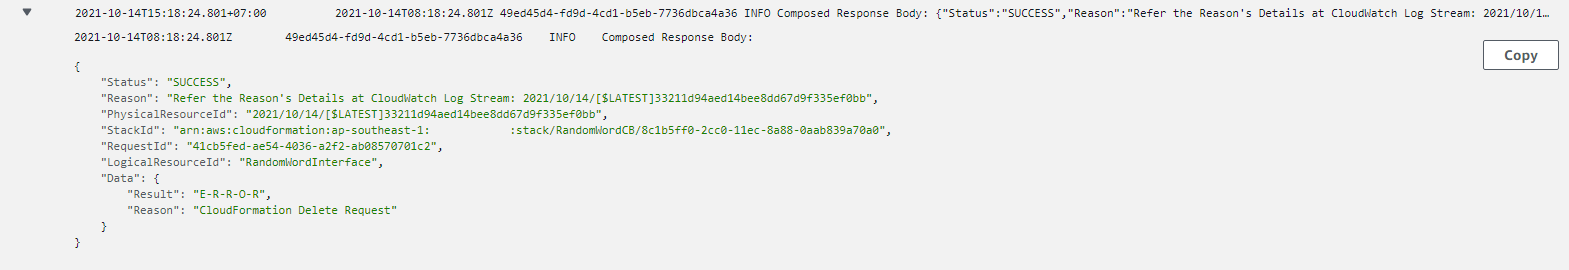 2021-10-14T15:18:24.801+07:00 2021-10-14T08:18:24.801Z 49ed45d4-fd9d-4cd1-b5eb-7736dbca4a36 INFO Composed Response Body: {"Status":"SUCCESS","Reason":"Refer the Reason's Details at CloudWatch Log Stream: 2021/10/1…
2021-10-14T08:18:24.801Z 49ed45d4-fd9d-4cd1-b5eb-7736dbca4a36 INFO Composed Response Body:
Copy
{
"Status": "SUCCESS",
"Reason": "Refer the Reason's Details at CloudWatch Log Stream: 2021/10/14/[$LATEST]33211d94aed14bee8dd67d9f335ef0bb",
"PhysicalResourceId": "2021/10/14/[$LATEST]33211d94aed14bee8dd67d9f335ef0bb",
"StackId": "arn:aws:cloudformation:ap-southeast-1: :stack/RandomWordCB/8c1b5ff0-2cc0-11ec-8a88-0aab839a70a0",
"RequestId": "41cb5fed-ae54-4036-a2f2-ab08570701c2",
"LogicalResourceId": "RandomWordInterface",
"Data": {
"Result": "E-R-R-O-R",
"Reason": "CloudFormation Delete Request"
}
}